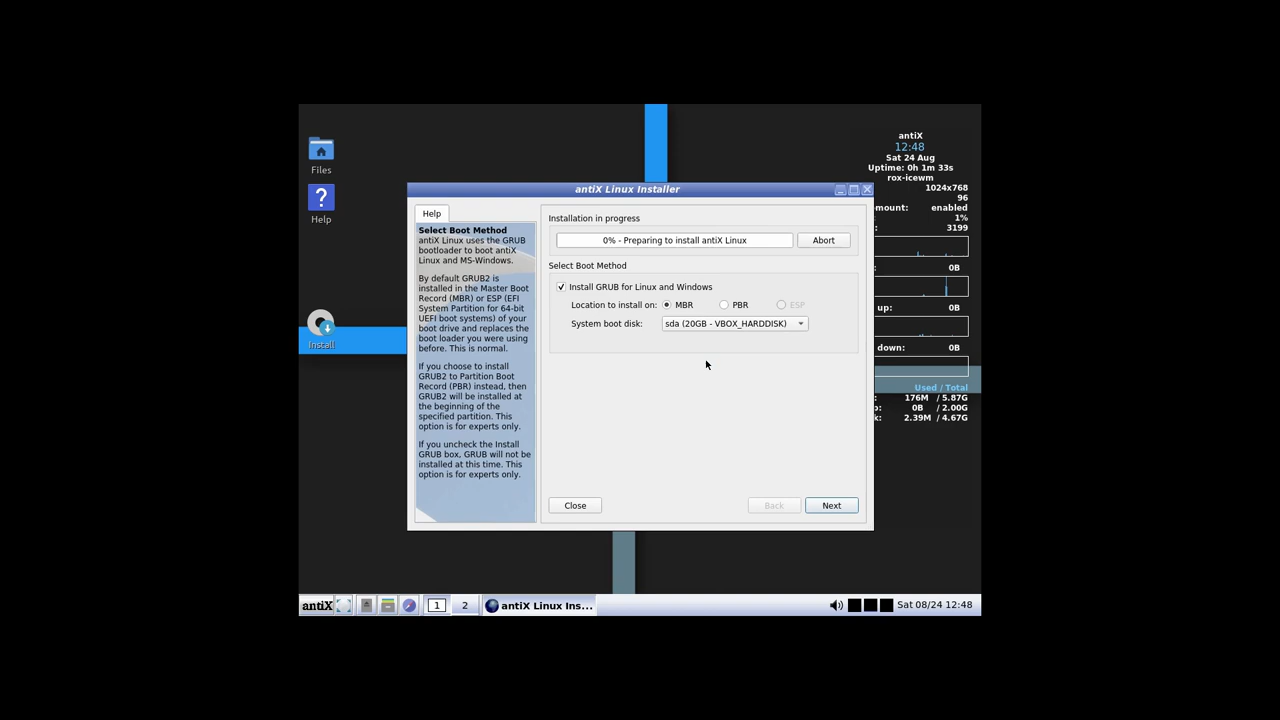 Files
Help
Install
antiX
12:48
Sat 24 Aug
Uptime: 0h 1m 33s
rox-icewm
1024x768
96
mount: enabled
1%
: 3199
: 0B
up: 0B
down: 0B
Used / Total
: 176M / 5.87G
: 0B / 2.00G
k: 2.39M / 4.67G
antiX Linux Installer
Help
Select Boot Method
antiX Linux uses the GRUB
bootloader to boot antiX
Linux and MS-Windows.
By default GRUB2 is
installed in the Master Boot
Record (MBR) or ESP (EFI
System Partition for 64-bit
UEFI boot systems) of your
boot drive and replaces the
boot loader you were using
before. This is normal.
If you choose to install
GRUB2 to Partition Boot
Record (PBR) instead, then
GRUB2 will be installed at
the beginning of the
specified partition. This
option is for experts only.
If you uncheck the Install
GRUB box, GRUB will not be
installed at this time. This
option is for experts only.
Installation in progress
0% - Preparing to install antiX Linux
Abort
Select Boot Method
Install GRUB for Linux and Windows
Location to install on: MBR PBR ESP
System boot disk: sda (20GB - VBOX_HARDDISK)
Close Back Next
antiX 1 2 antiX Linux Ins... Sat 08/24 12:48